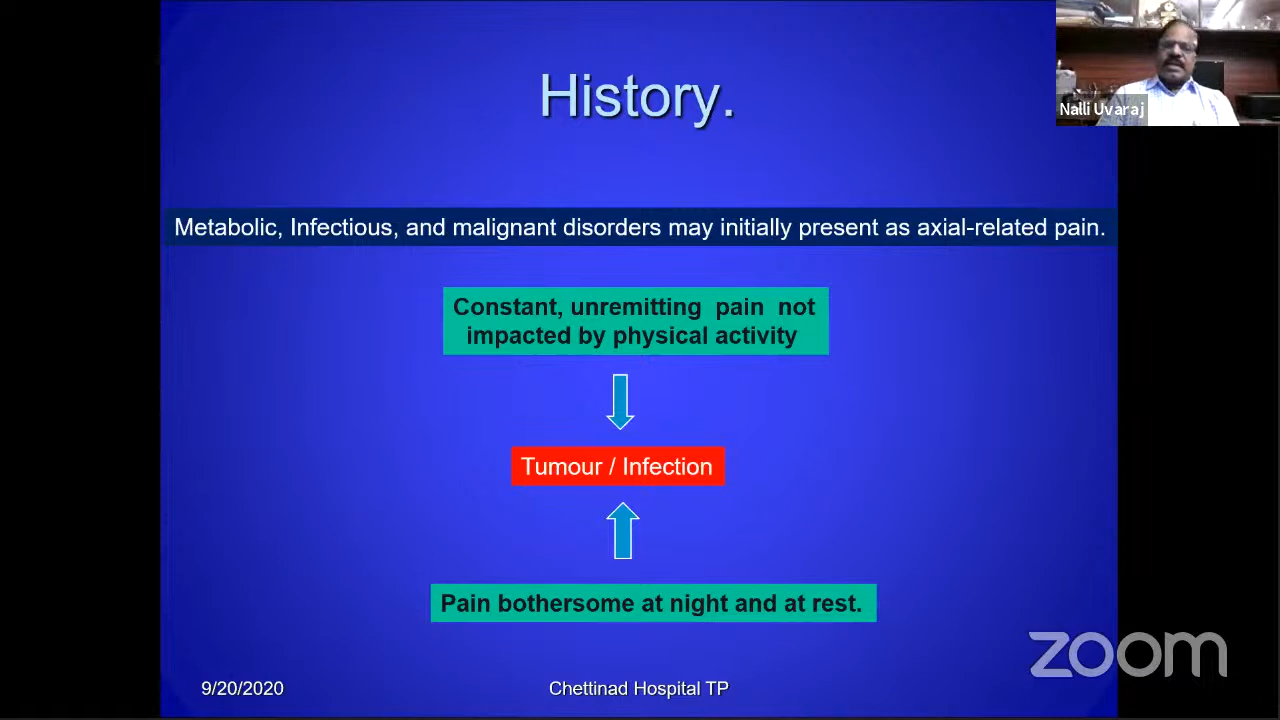 History.
Nalli Uvaraj
Metabolic, Infectious, and malignant disorders may initially present as axial-related pain.
Constant, unremitting pain not
impacted by physical activity
Tumour / Infection
Pain bothersome at night and at rest.
zoom
9/20/2020
Chettinad Hospital TP